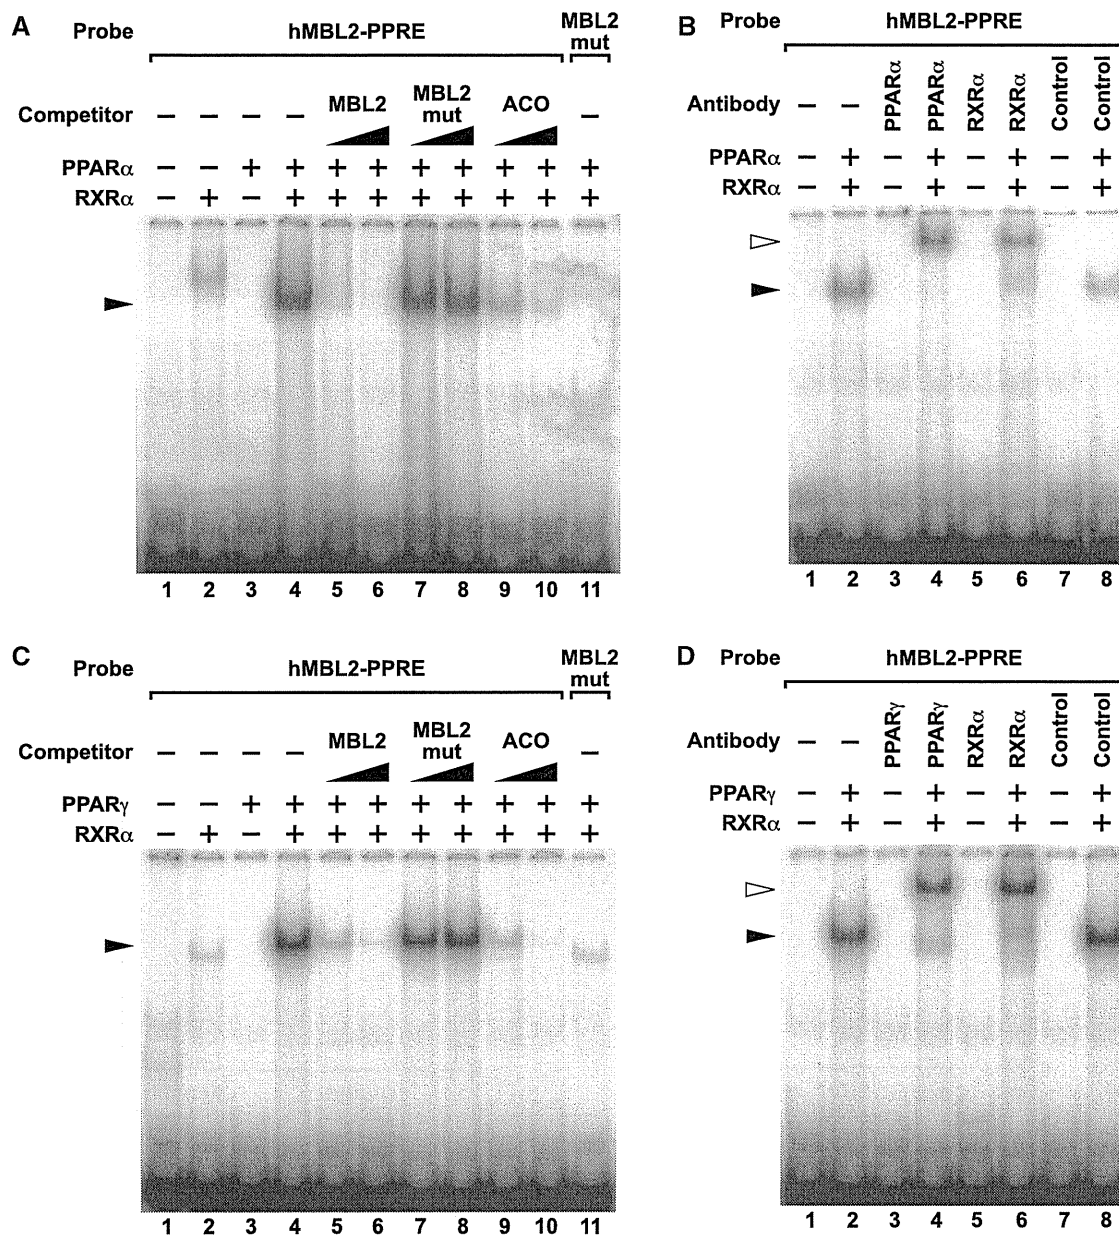 A
Probe
hMBL2-PPRE
MBL2
mut
Competitor
– – – –
MBL2
MBL2
mut
ACO
–
PPARα
– – + + + + + + + + +
RXRα
– + – + + + + + + + +
1 2 3 4 5 6 7 8 9 10 11
B
Probe
hMBL2-PPRE
Antibody
– – PPARα PPARα RXRα RXRα Control Control
PPARα
– + – + – + – +
RXRα
– + – + – + – +
1 2 3 4 5 6 7 8
C
Probe
hMBL2-PPRE
MBL2
mut
Competitor
– – – –
MBL2
MBL2
mut
ACO
–
PPARγ
– – + + + + + + + + +
RXRα
– + – + + + + + + + +
1 2 3 4 5 6 7 8 9 10 11
D
Probe
hMBL2-PPRE
Antibody
– – PPARγ PPARγ RXRα RXRα Control Control
PPARγ
– + – + – + – +
RXRα
– + – + – + – +
1 2 3 4 5 6 7 8